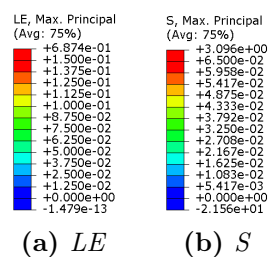 LE, Max. Principal
(Avg: 75%)
+6.874e-01
+1.500e-01
+1.375e-01
+1.250e-01
+1.125e-01
+1.000e-01
+8.750e-02
+7.500e-02
+6.250e-02
+5.000e-02
+3.750e-02
+2.500e-02
+1.250e-02
+0.000e+00
-1.479e-13
(a) LE
S, Max. Principal
(Avg: 75%)
+3.096e+00
+6.500e-02
+5.958e-02
+5.417e-02
+4.875e-02
+4.333e-02
+3.792e-02
+3.250e-02
+2.708e-02
+2.167e-02
+1.625e-02
+1.083e-02
+5.417e-03
+0.000e+00
-2.156e+01
(b) S